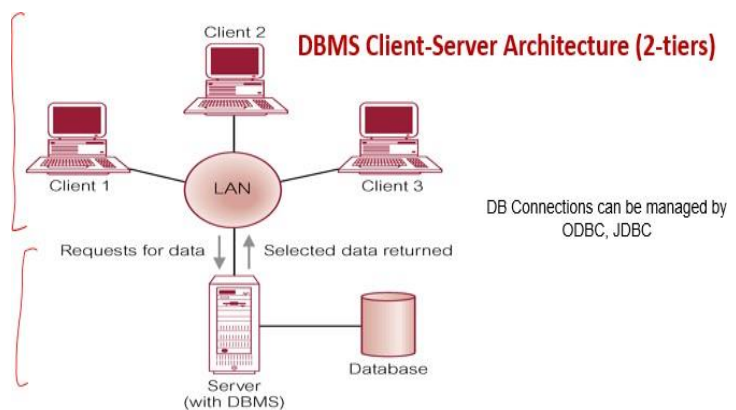 Client 2
DBMS Client-Server Architecture (2-tiers)
Client 1
LAN
Client 3
DB Connections can be managed by
ODBC, JDBC
Requests for data
Selected data returned
Database
Server
(with DBMS)